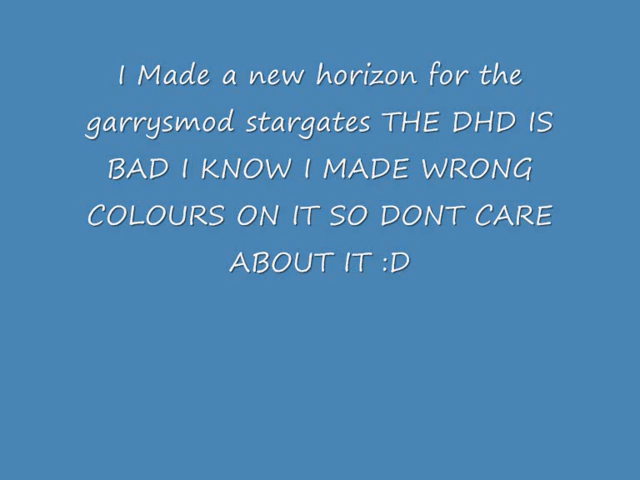 I Made a new horizon for the
garrysmod stargates THE DHD IS
BAD I KNOW I MADE WRONG
COLOURS ON IT SO DONT CARE
ABOUT IT :D